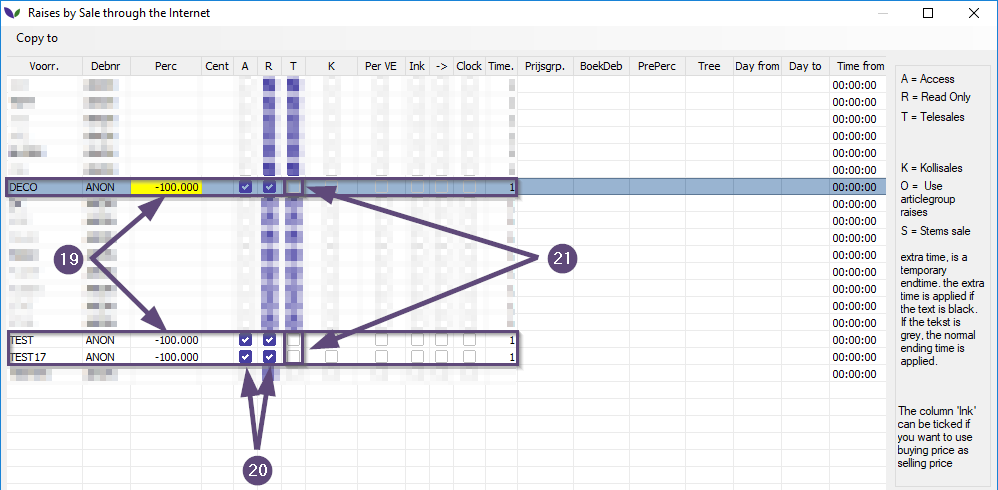 Raises by Sale through the Internet
Copy to
Voorr. Debnr Perc Cent A R T K Per VE Ink -> Clock Time. Prijsgrp. BoekDeb PrePerc Tree Day from Day to Time from
00:00:00
00:00:00
00:00:00
00:00:00
00:00:00
00:00:00
DECO ANON -100.000 1 00:00:00
00:00:00
00:00:00
00:00:00
00:00:00
00:00:00
00:00:00
00:00:00
00:00:00
TEST ANON -100.000 1 00:00:00
TEST17 ANON -100.000 1 00:00:00
00:00:00
19
21
20
A = Access
R = Read Only
T = Telesales
K = Kollisales
O = Use
articlegroup
raises
S = Stems sale
extra time, is a
temporary
endtime. the extra
time is applied if
the text is black.
If the tekst is
grey, the normal
ending time is
applied.
The column 'Ink'
can be ticked if
you want to use
buying price as
selling price